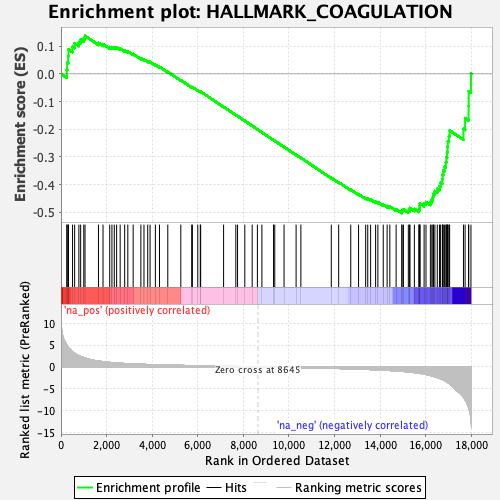 Enrichment plot: HALLMARK_COAGULATION
Enrichment score (ES)
0.1
0.0
-0.1
-0.2
-0.3
-0.4
-0.5
'na_pos' (positively correlated)
Ranked list metric (PreRanked)
10
5
0
-5
-10
-15
Zero cross at 8645
'na_neg' (negatively correlated)
0
2,000
4,000
6,000
8,000
10,000
12,000
14,000
16,000
18,000
Rank in Ordered Dataset
Enrichment profile
Hits
Ranking metric scores